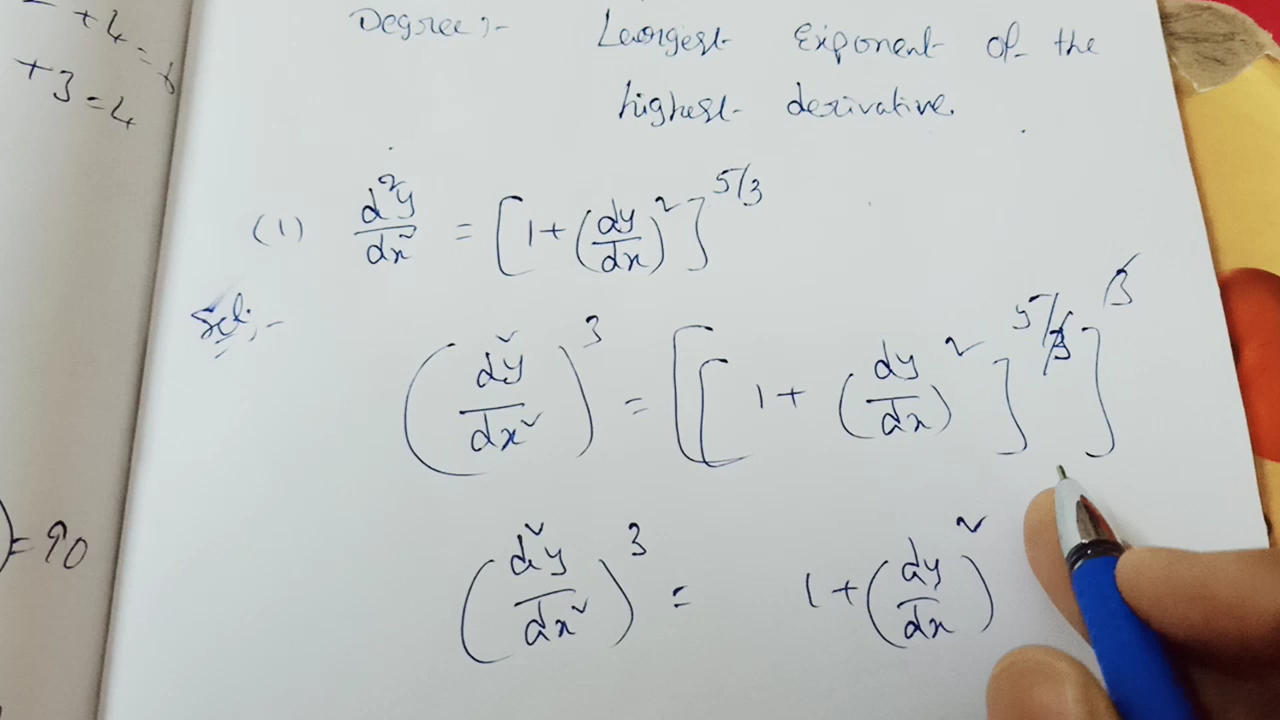 +4=6
+3=4
)=90
Degree:- Largest Exponent of the
highest derivative.
(1) d²y/dx² = [1+(dy/dx)²]^5/3
Sol:-
(d²y/dx²)³ = [[1+(dy/dx)²]^5/3]^3
(d²y/dx²)³ = 1+(dy/dx)²